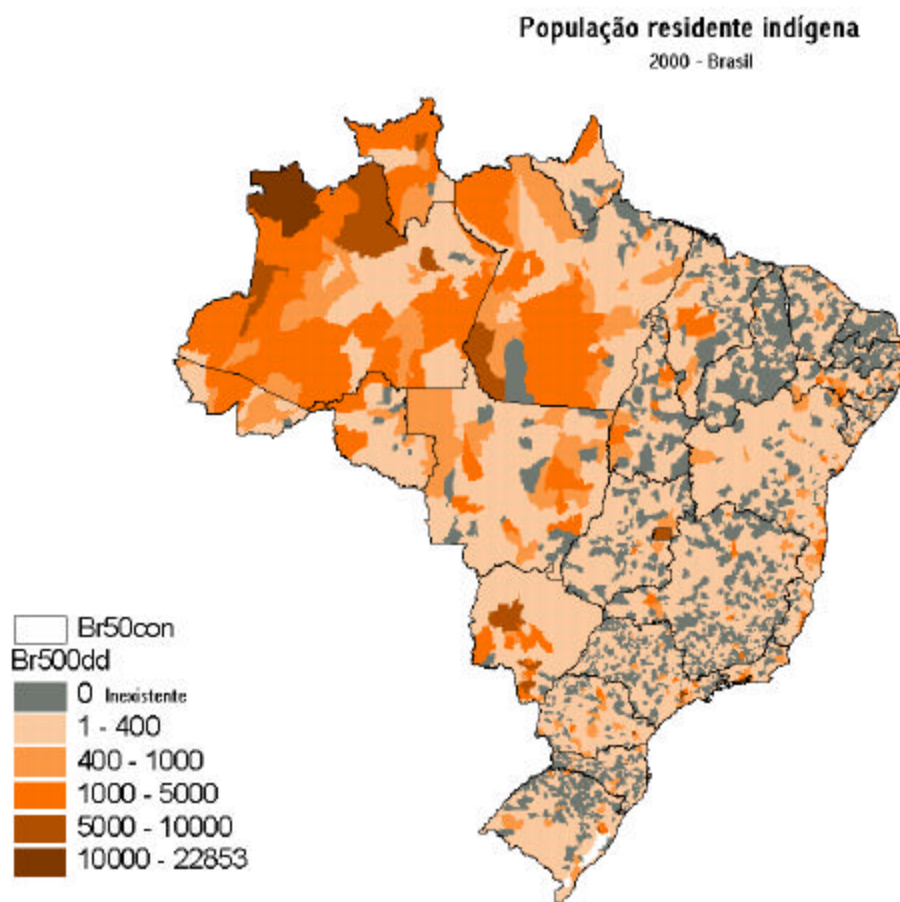 População residente indígena
2000 - Brasil
Br50con
Br500dd
0 Inexistente
1 - 400
400 - 1000
1000 - 5000
5000 - 10000
10000 - 22853